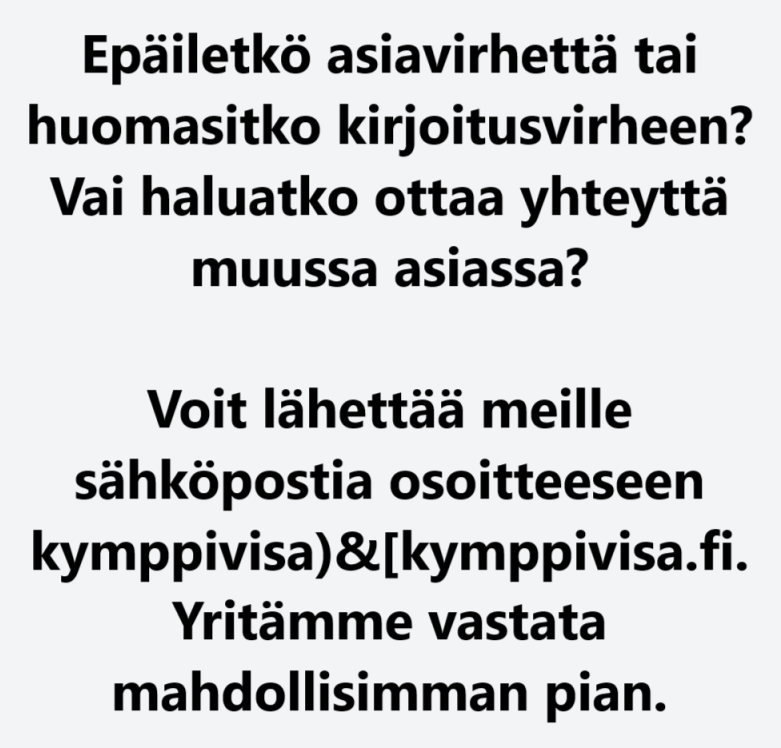 Epäiletkö asiavirhettä tai
huomasitko kirjoitusvirheen?
Vai haluatko ottaa yhteyttä
muussa asiassa?
Voit lähettää meille
sähköpostia osoitteeseen
kymppivisa)&[kymppivisa.fi.
Yritämme vastata
mahdollisimman pian.